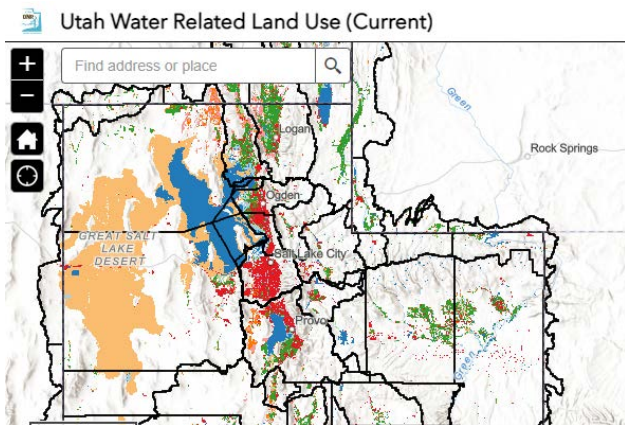 Utah Water Related Land Use (Current)
+
Find address or place
−
Green
Logan
Rock Springs
Ogden
GREAT SALT
LAKE
DESERT
Salt Lake City
Provo
Green